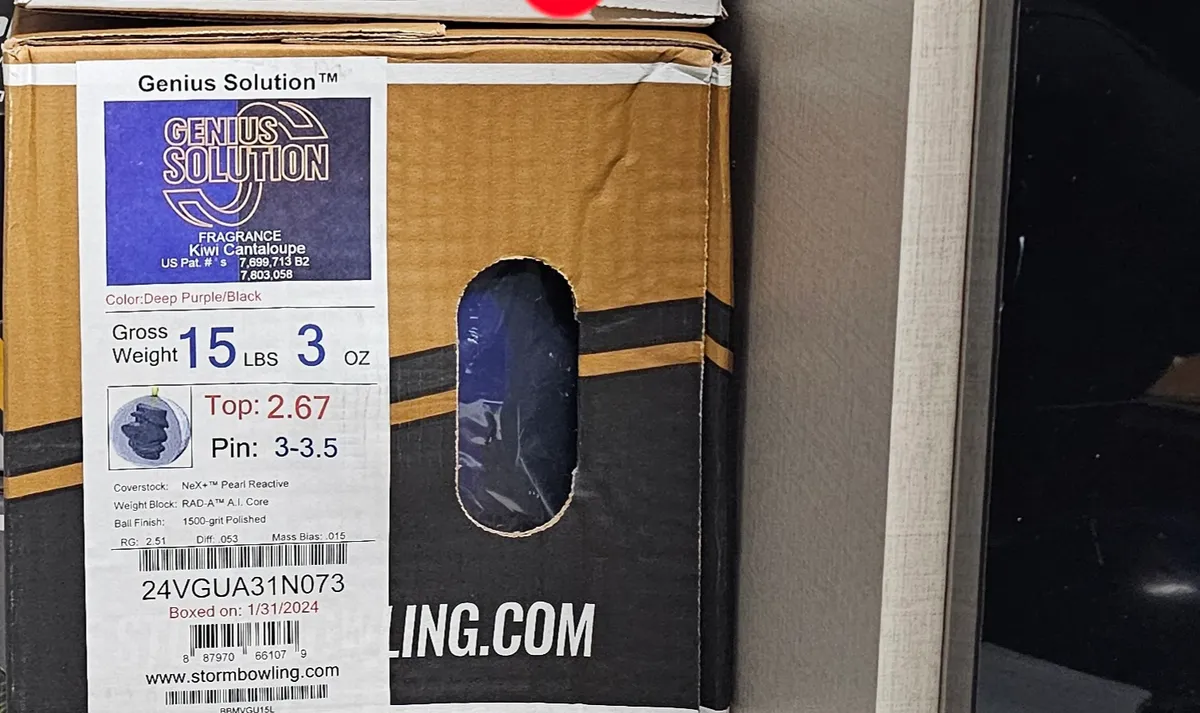 Genius Solution™
GENIUS
SOLUTION
FRAGRANCE
Kiwi Cantaloupe
US Pat. #'s 7,699,713 B2
7,803,058
Color:Deep Purple/Black
Gross
Weight 15 LBS 3 OZ
Top: 2.67
Pin: 3-3.5
Coverstock: NeX+™ Pearl Reactive
Weight Block: RAD-A™ A.I. Core
Ball Finish: 1500-grit Polished
RG: 2.51 Diff: .053 Mass Bias: .015
24VGUA31N073
Boxed on: 1/31/2024
LING.COM
8 87970 66107 9
www.stormbowling.com
BBMVGU15L